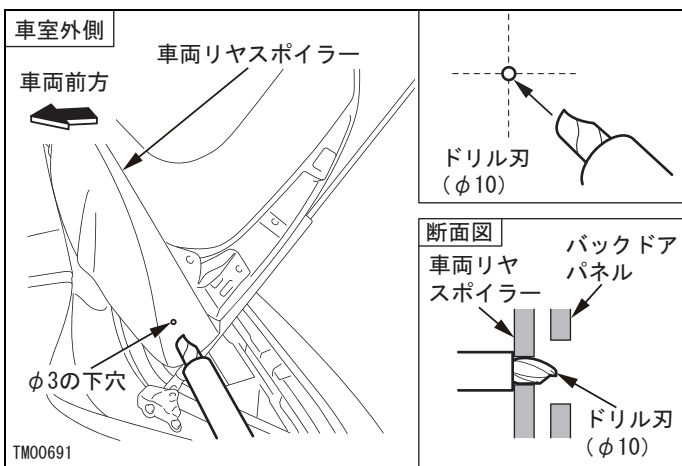 車室外側
車両リヤスポイラー
車両前方
φ3の下穴
TM00691
ドリル刃
(φ10)
断面図
車両リヤ
スポイラー
バックドア
パネル
ドリル刃
(φ10)